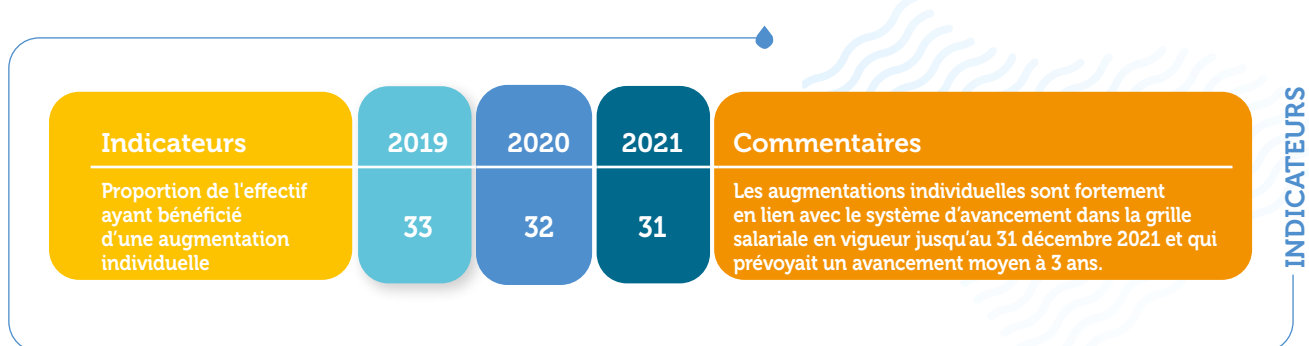 Indicateurs
2019
2020
2021
Commentaires
Proportion de l'effectif
ayant bénéficié
d'une augmentation
individuelle
33
32
31
Les augmentations individuelles sont fortement
en lien avec le système d'avancement dans la grille
salariale en vigueur jusqu'au 31 décembre 2021 et qui
prévoyait un avancement moyen à 3 ans.
INDICATEURS